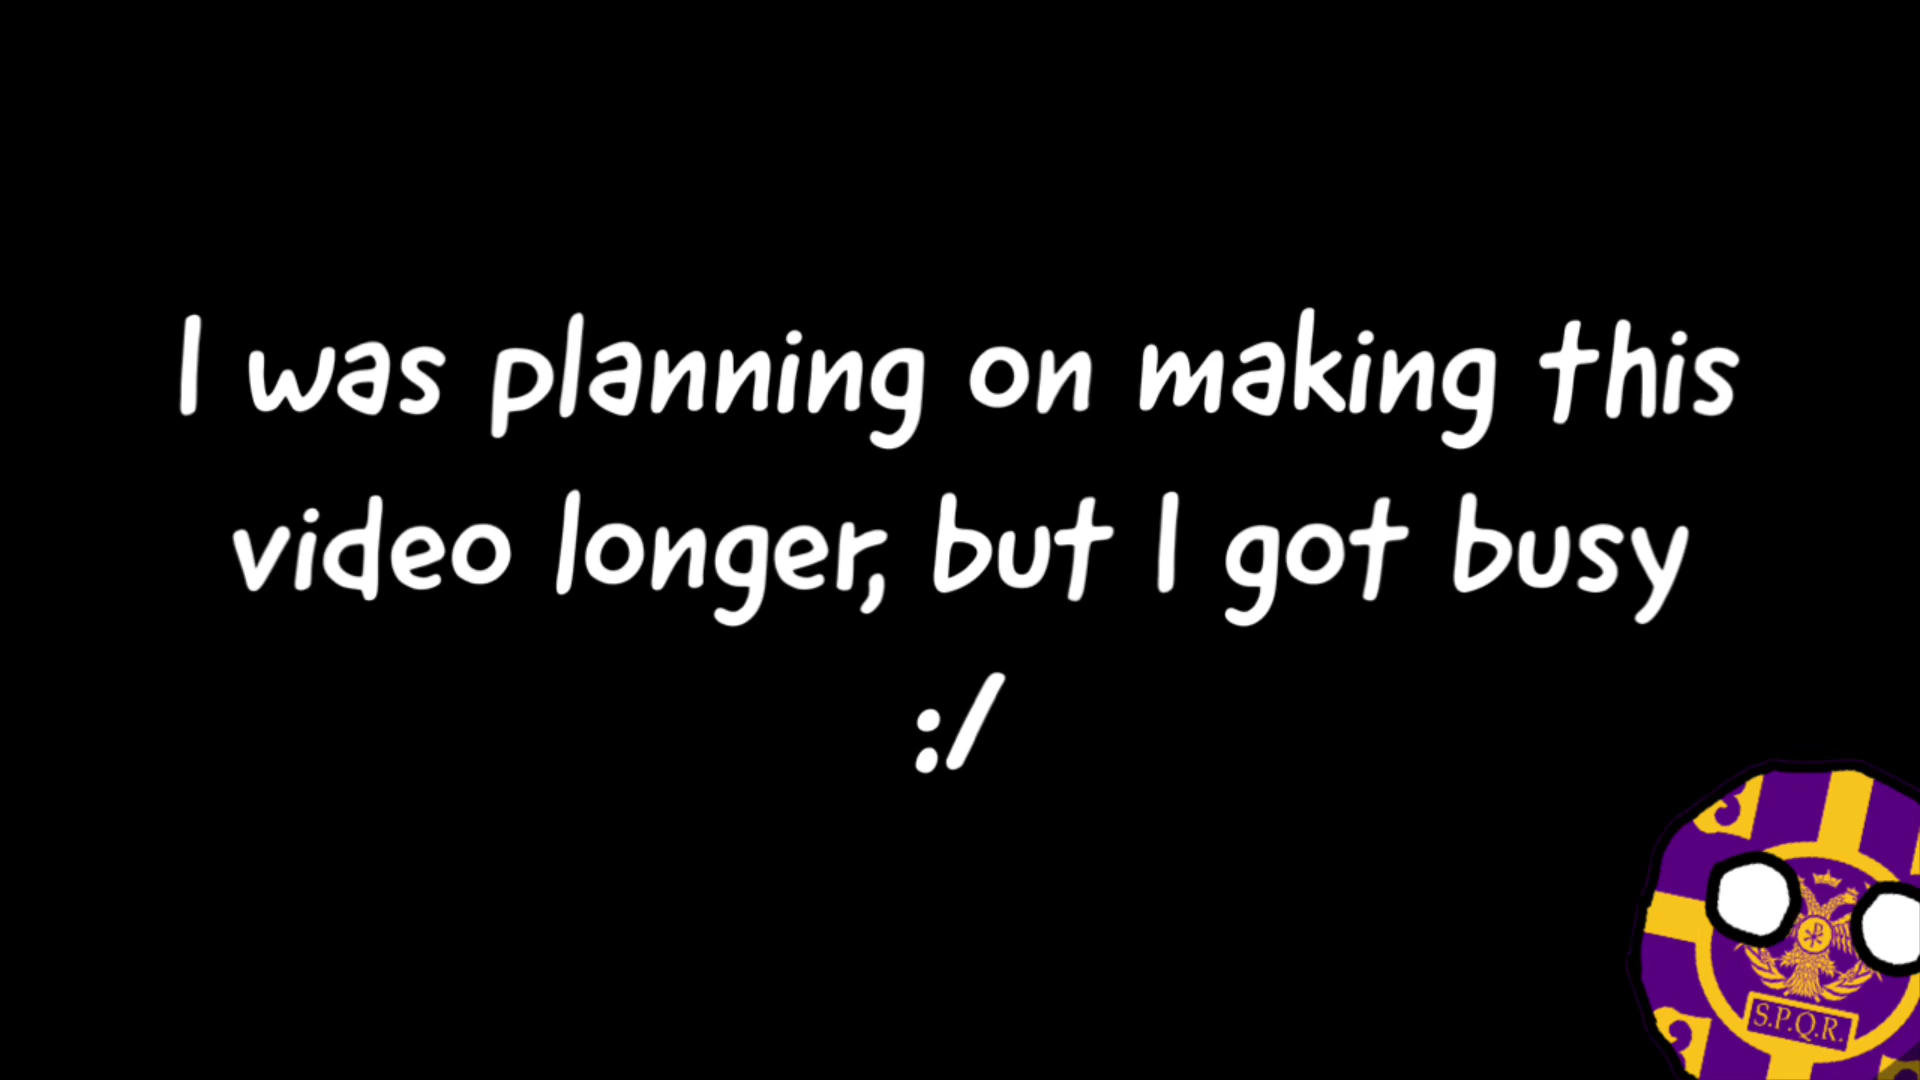 I was planning on making this
video longer, but I got busy
:/
S.P.Q.R.